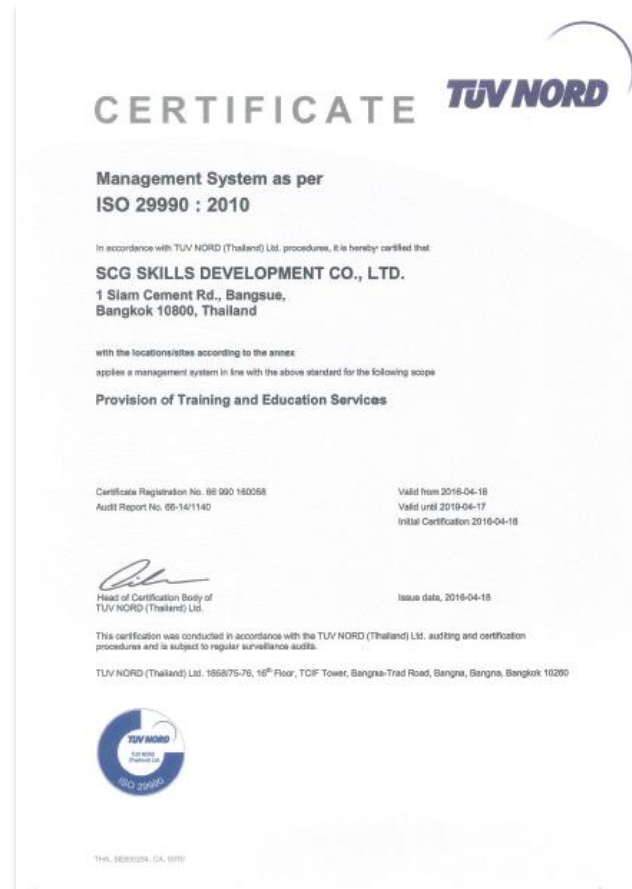 TÜV NORD
CERTIFICATE
Management System as per
ISO 29990 : 2010
In accordance with TUV NORD (Thailand) Ltd. procedures, it is hereby certified that
SCG SKILLS DEVELOPMENT CO., LTD.
1 Siam Cement Rd., Bangsue,
Bangkok 10800, Thailand
with the locations/sites according to the annex
applies a management system in line with the above standard for the following scope
Provision of Training and Education Services
Certificate Registration No. 66 990 160058
Audit Report No. 66-14/1140
Valid from 2016-04-18
Valid until 2019-04-17
Initial Certification 2016-04-18
Head of Certification Body of
TUV NORD (Thailand) Ltd.
Issue date, 2016-04-18
This certification was conducted in accordance with the TUV NORD (Thailand) Ltd. auditing and certification
procedures and is subject to regular surveillance audits.
TUV NORD (Thailand) Ltd. 1868/75-76, 16th Floor, TCIF Tower, Bangna-Trad Road, Bangna, Bangna, Bangkok 10260
TÜV NORD
TUV NORD
(Thailand) Ltd.
ISO 29990